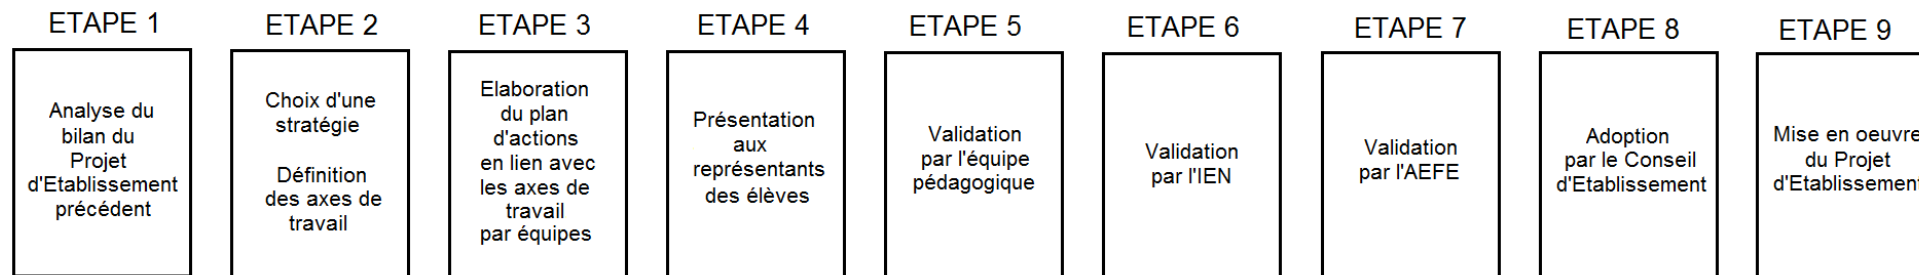 ETAPE 1
Analyse du
bilan du
Projet
d'Etablissement
précédent
ETAPE 2
Choix d'une
stratégie
Définition
des axes de
travail
ETAPE 3
Elaboration
du plan
d'actions
en lien avec
les axes de
travail
par équipes
ETAPE 4
Présentation
aux
représentants
des élèves
ETAPE 5
Validation
par l'équipe
pédagogique
ETAPE 6
Validation
par l'IEN
ETAPE 7
Validation
par l'AEFE
ETAPE 8
Adoption
par le Conseil
d'Etablissement
ETAPE 9
Mise en oeuvre
du Projet
d'Etablissement